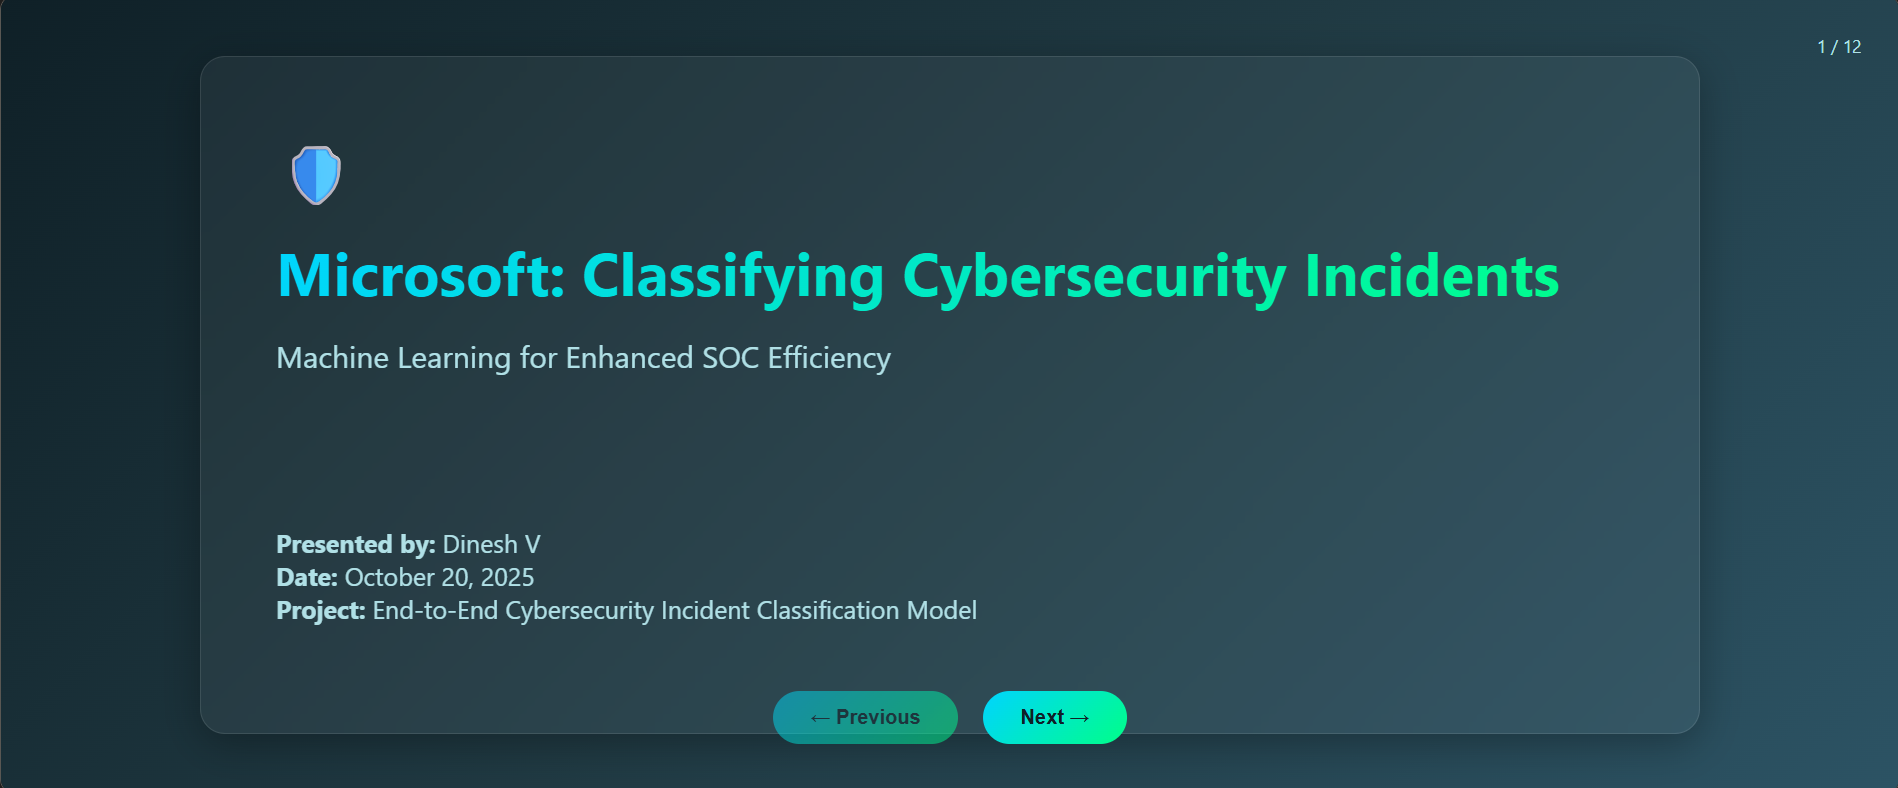 1 / 12
Microsoft: Classifying Cybersecurity Incidents
Machine Learning for Enhanced SOC Efficiency
Presented by: Dinesh V
Date: October 20, 2025
Project: End-to-End Cybersecurity Incident Classification Model
← Previous
Next →